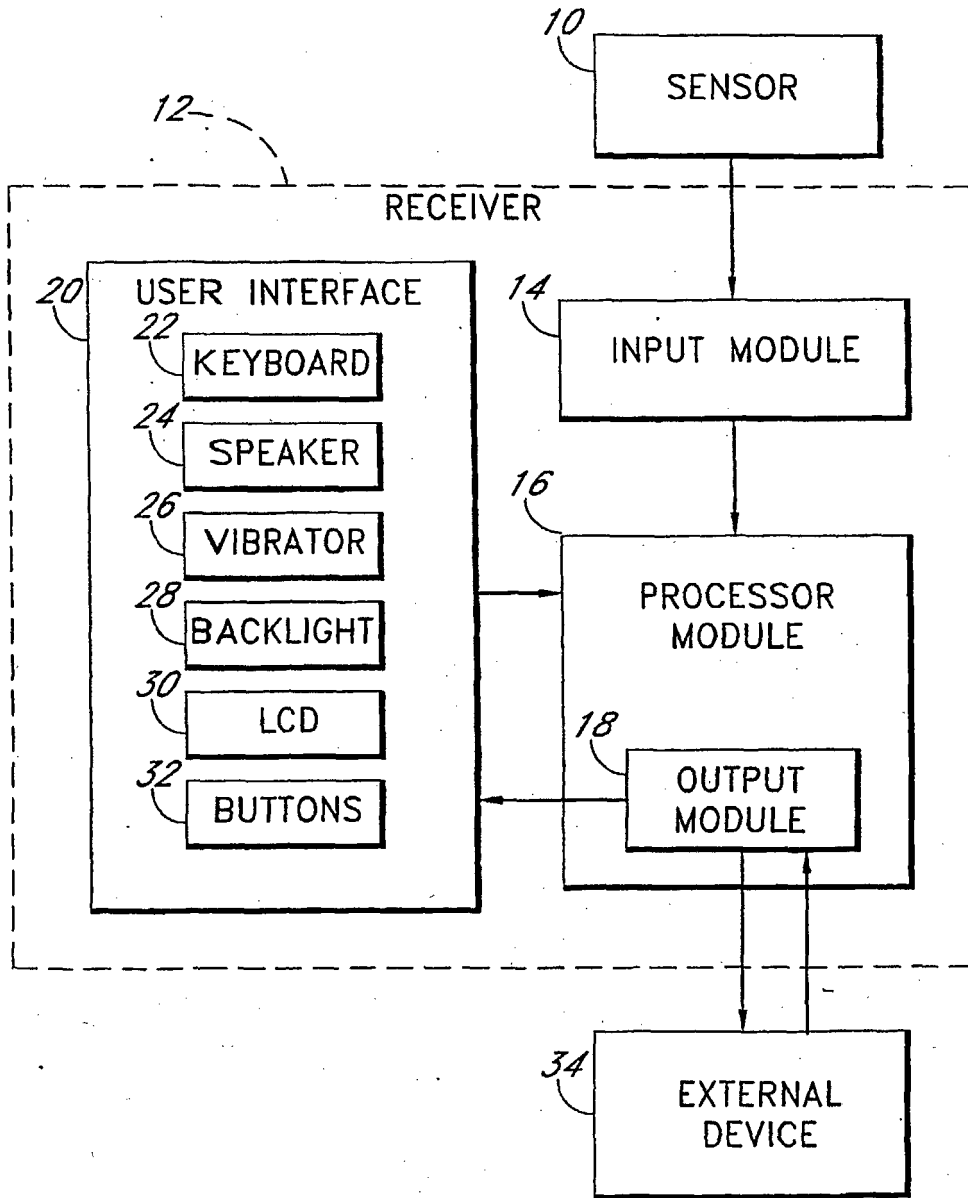 10
SENSOR
12
RECEIVER
20
USER INTERFACE
22
KEYBOARD
24
SPEAKER
26
VIBRATOR
28
BACKLIGHT
30
LCD
32
BUTTONS
14
INPUT MODULE
16
PROCESSOR
MODULE
18
OUTPUT
MODULE
34
EXTERNAL
DEVICE